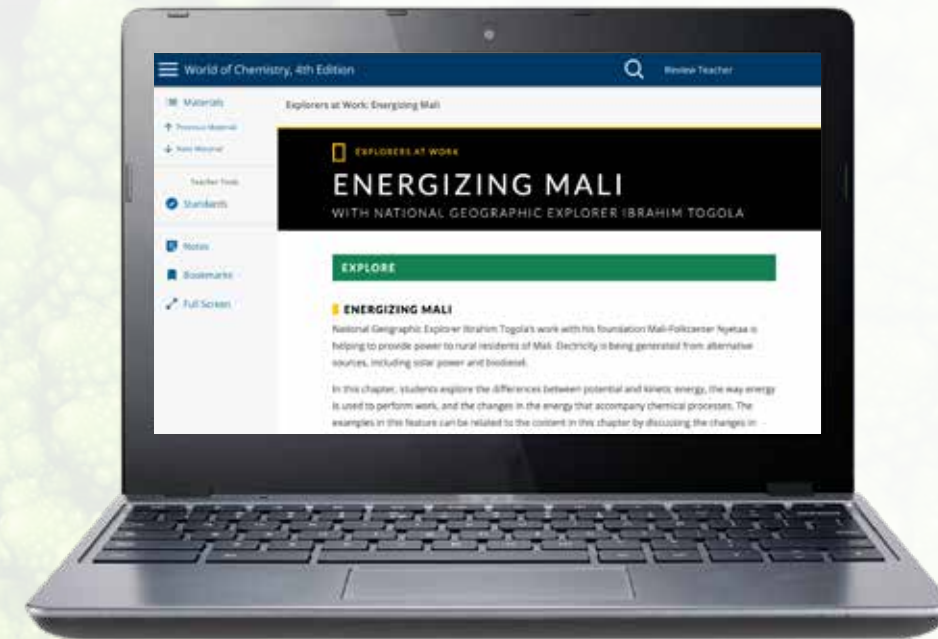 World of Chemistry, 4th Edition
Review Teacher
Materials
Previous Material
Next Material
Teacher Tools
Standards
Notes
Bookmarks
Full Screen
Explorers at Work: Energizing Mali
EXPLORERS AT WORK
ENERGIZING MALI
WITH NATIONAL GEOGRAPHIC EXPLORER IBRAHIM TOGOLA
EXPLORE
ENERGIZING MALI
National Geographic Explorer Ibrahim Togola's work with his foundation Mali-Folkcenter Nyetaa is
helping to provide power to rural residents of Mali. Electricity is being generated from alternative
sources, including solar power and biodiesel.
In this chapter, students explore the differences between potential and kinetic energy, the way energy
is used to perform work, and the changes in the energy that accompany chemical processes. The
examples in this feature can be related to the content in this chapter by discussing the changes in